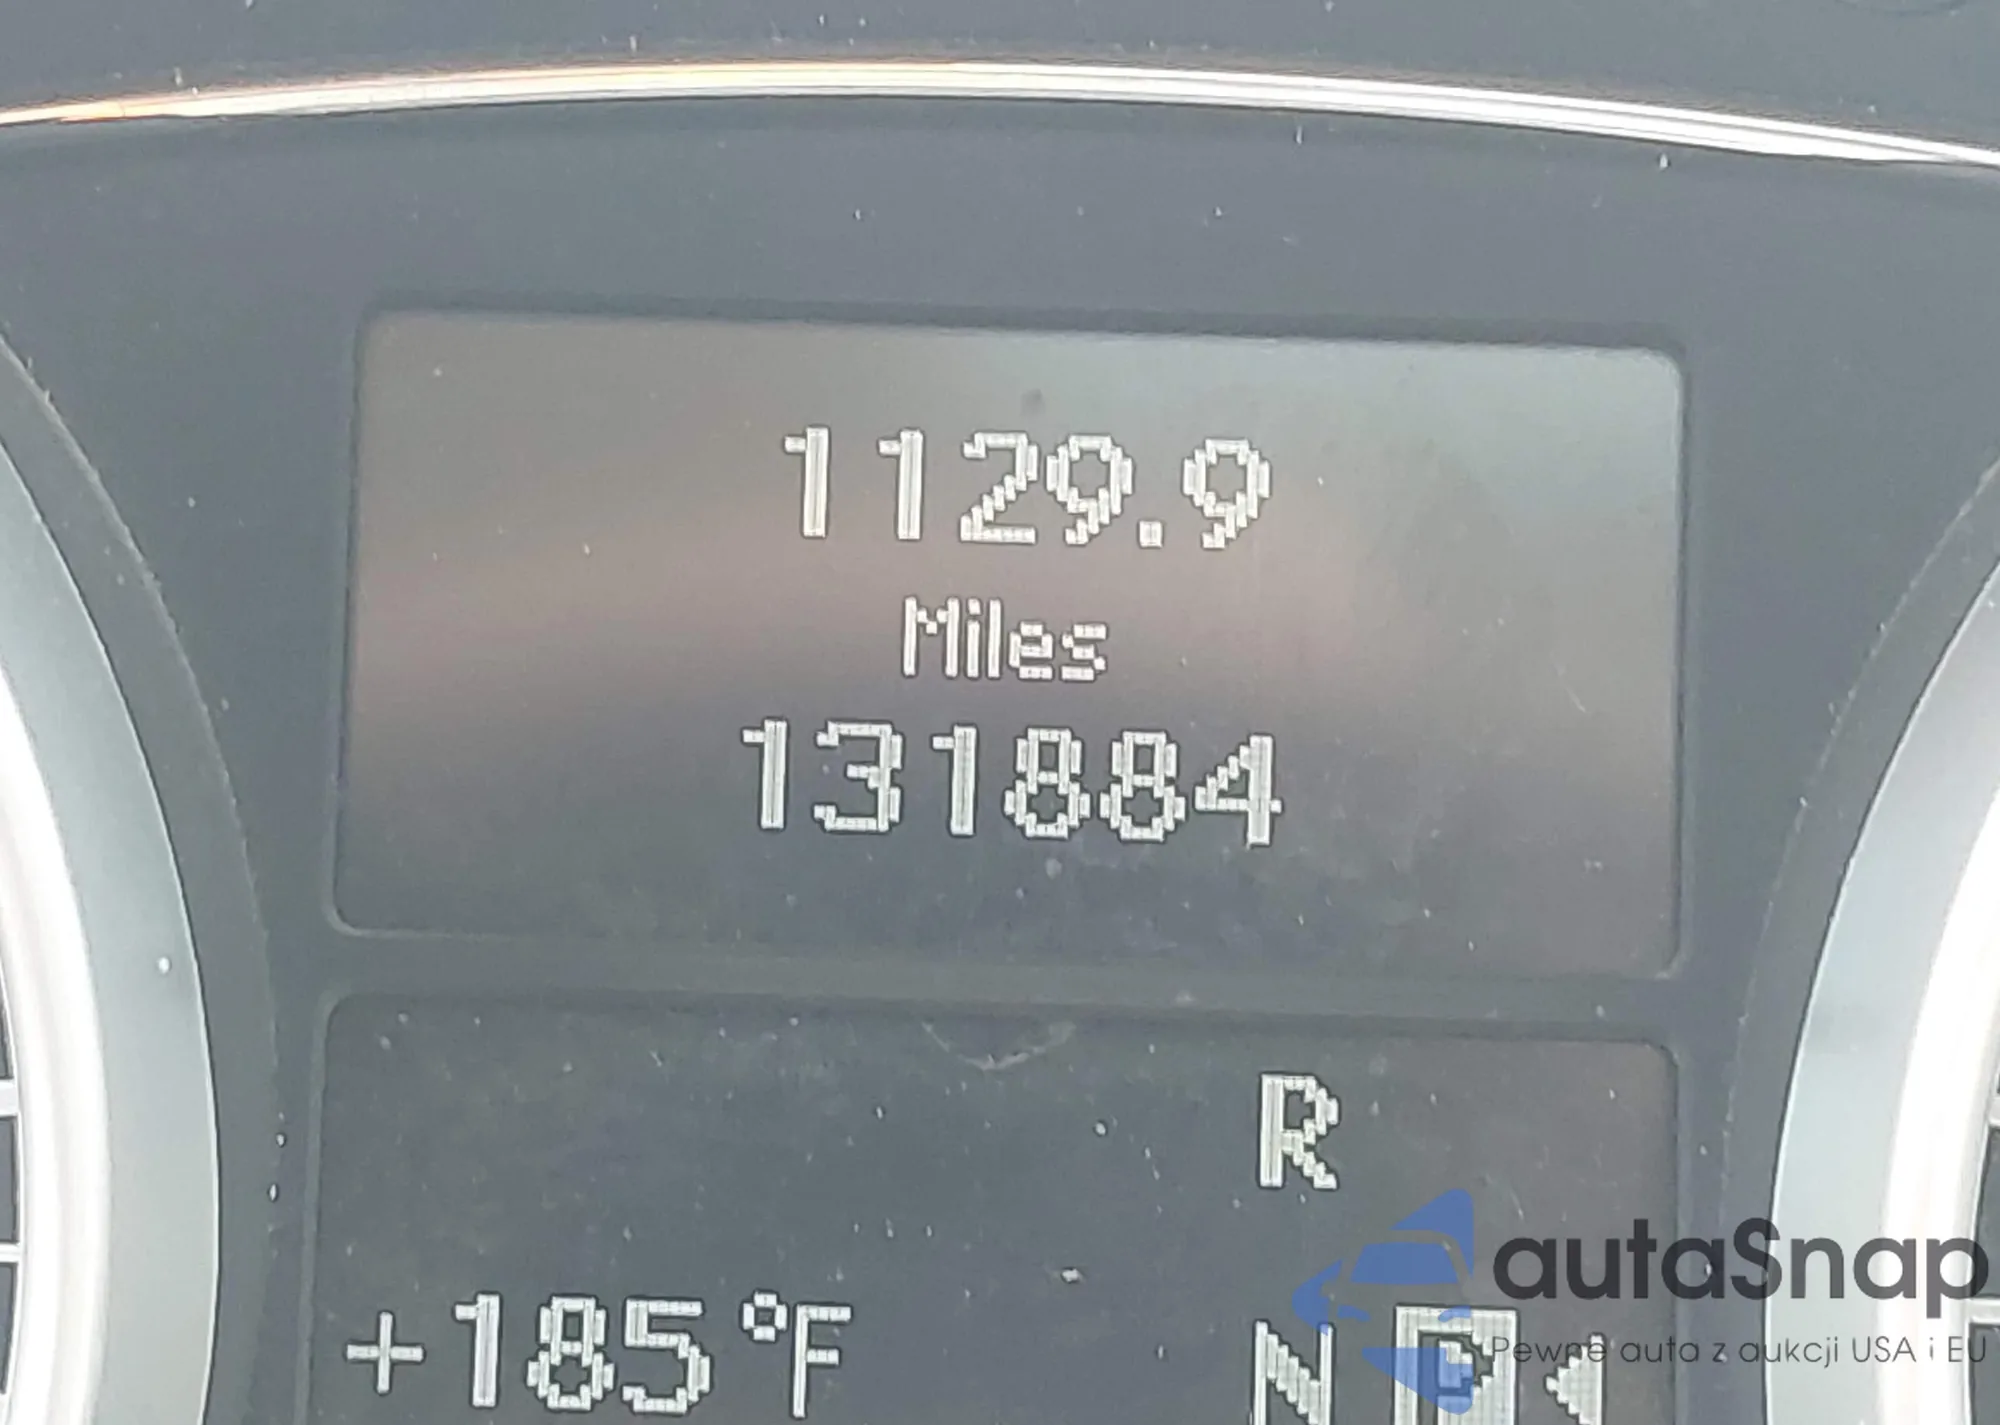 1129.9
Miles
131884
R
+185°F
N P
autaSnap
Pewne auta z aukcji USA i EU